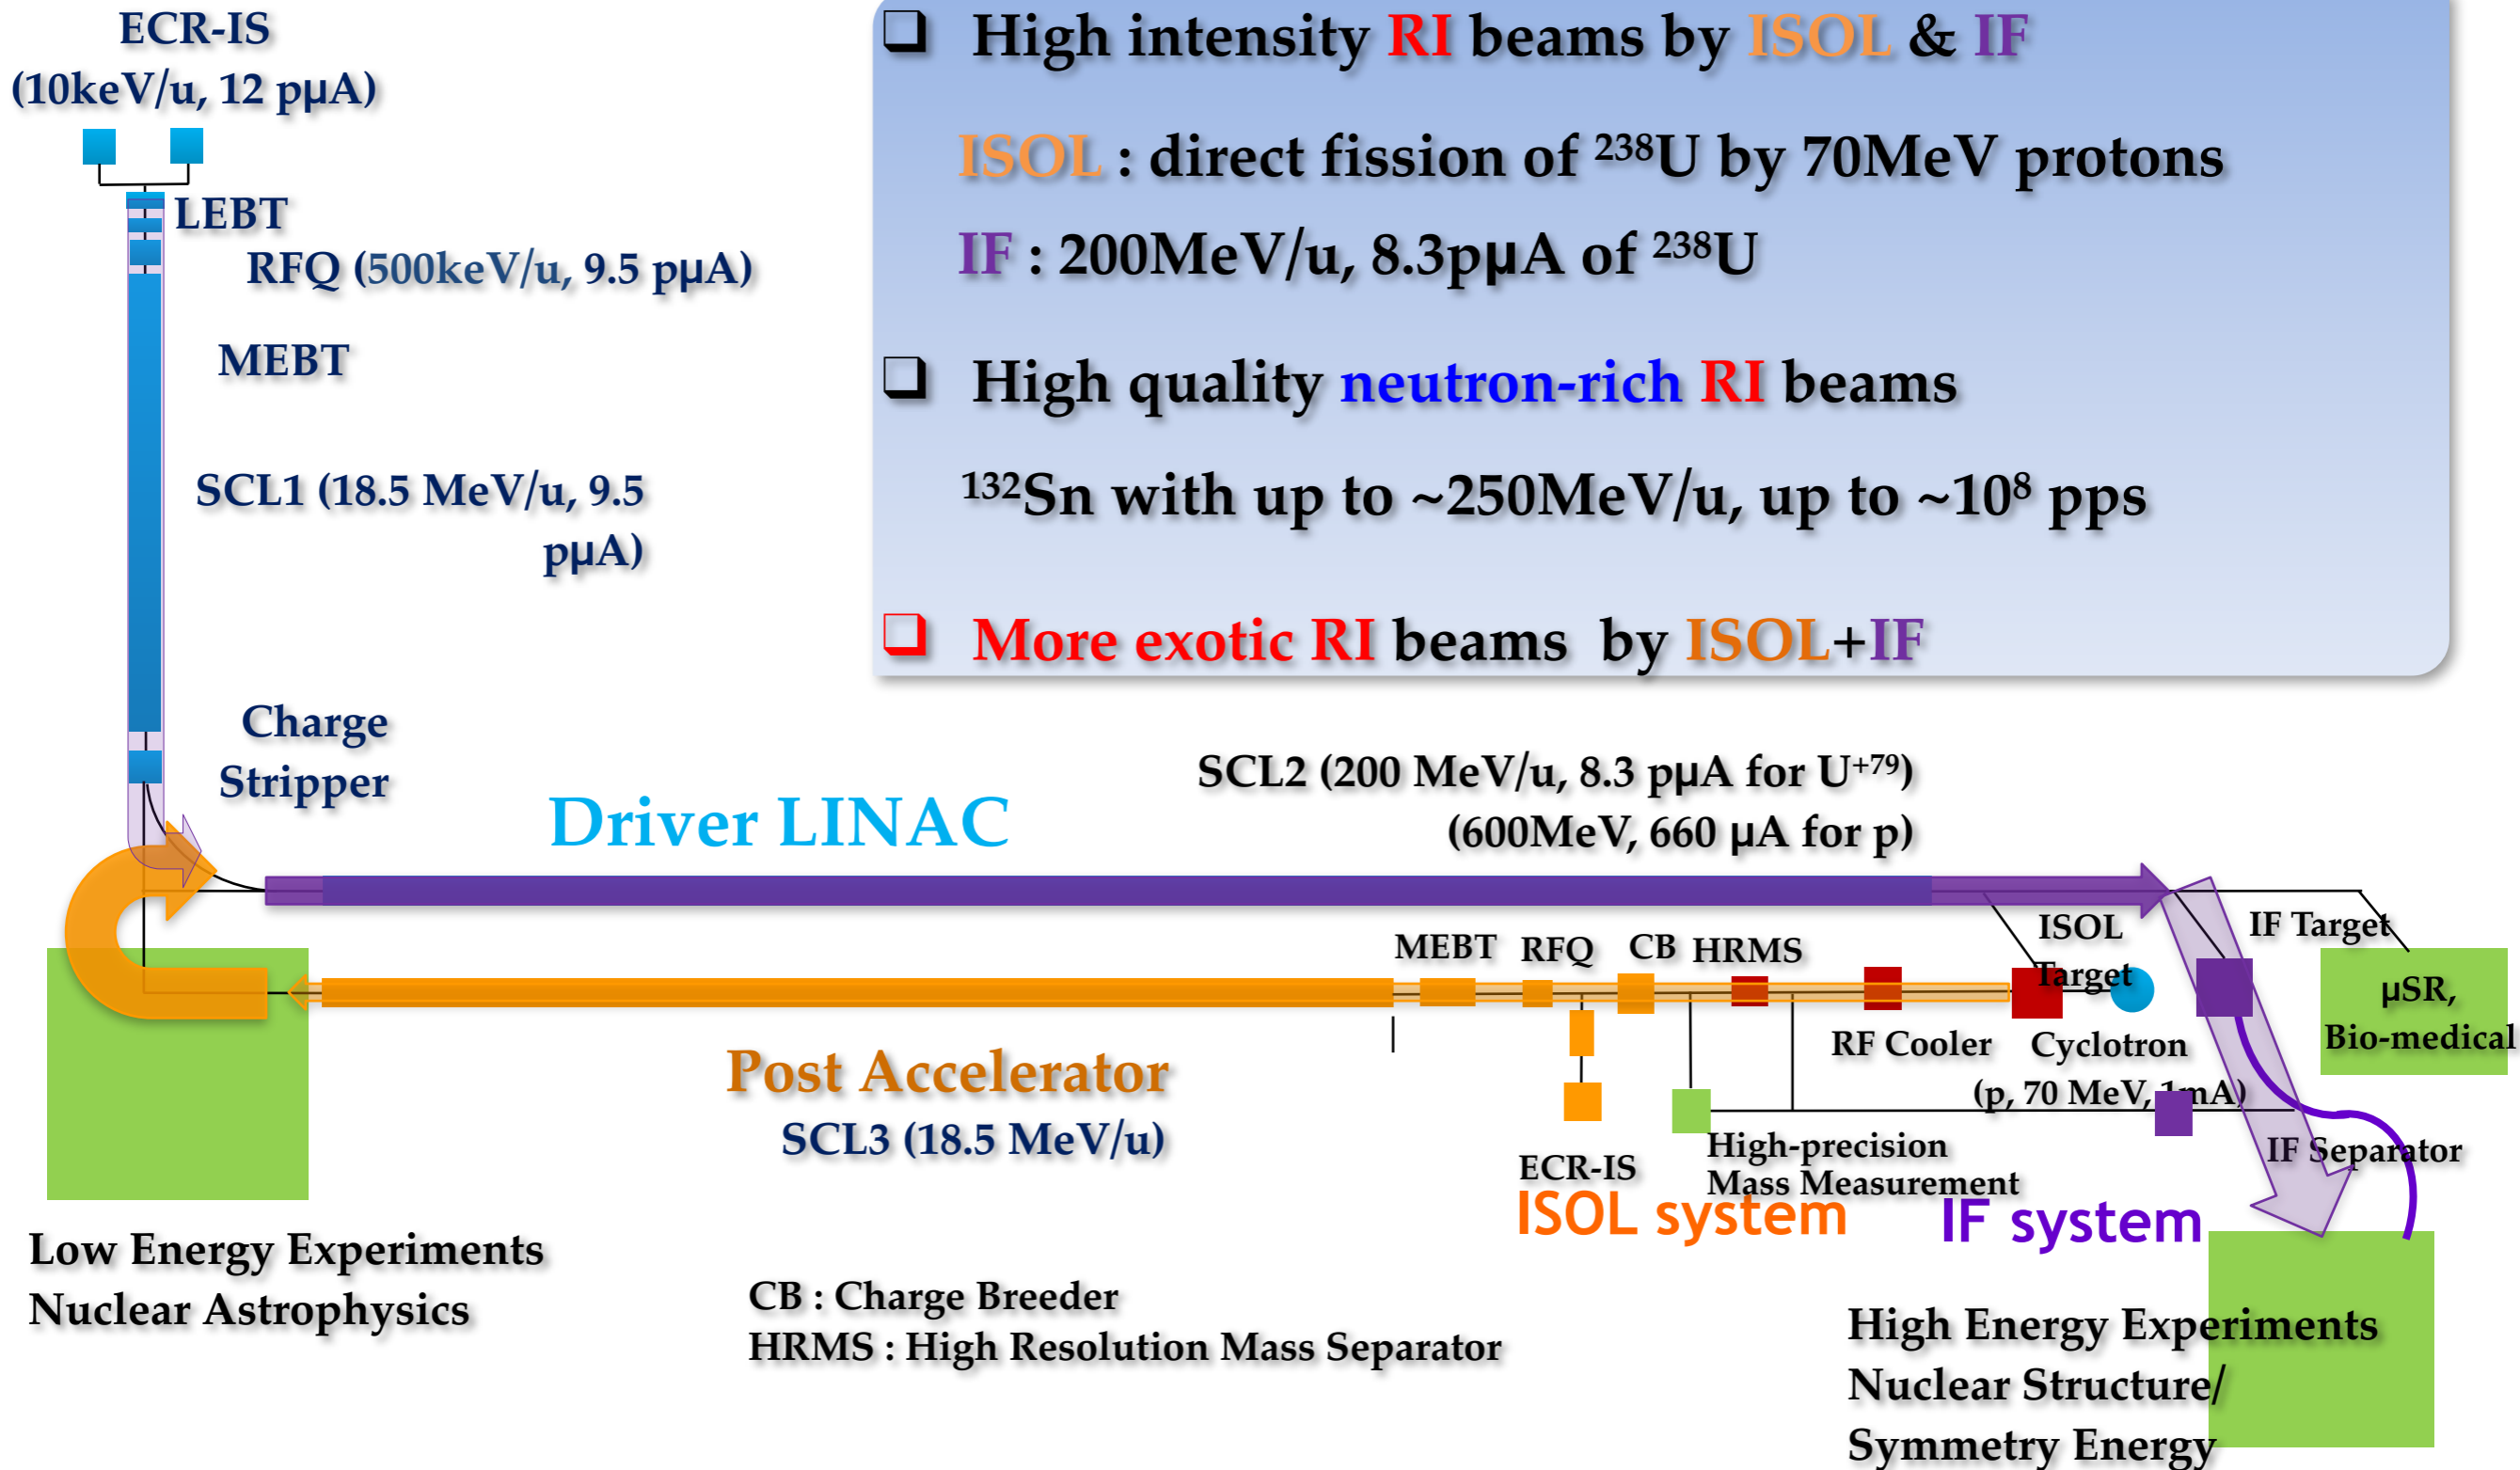 ECR-IS
(10keV/u, 12 pμA)
LEBT
RFQ (500keV/u, 9.5 pμA)
MEBT
SCL1 (18.5 MeV/u, 9.5
pμA)
Charge
Stripper
❑ High intensity RI beams by ISOL & IF
ISOL : direct fission of ²³⁸U by 70MeV protons
IF : 200MeV/u, 8.3pμA of ²³⁸U
❑ High quality neutron-rich RI beams
¹³²Sn with up to ~250MeV/u, up to ~10⁸ pps
❑ More exotic RI beams by ISOL+IF
Driver LINAC
SCL2 (200 MeV/u, 8.3 pμA for U⁺⁷⁹)
(600MeV, 660 μA for p)
MEBT
RFQ
CB
HRMS
ISOL
Target
IF Target
μSR,
Bio-medical
RF Cooler
Cyclotron
(p, 70 MeV, 1mA)
Post Accelerator
SCL3 (18.5 MeV/u)
ECR-IS
High-precision
Mass Measurement
IF Separator
ISOL system
IF system
Low Energy Experiments
Nuclear Astrophysics
CB : Charge Breeder
HRMS : High Resolution Mass Separator
High Energy Experiments
Nuclear Structure/
Symmetry Energy